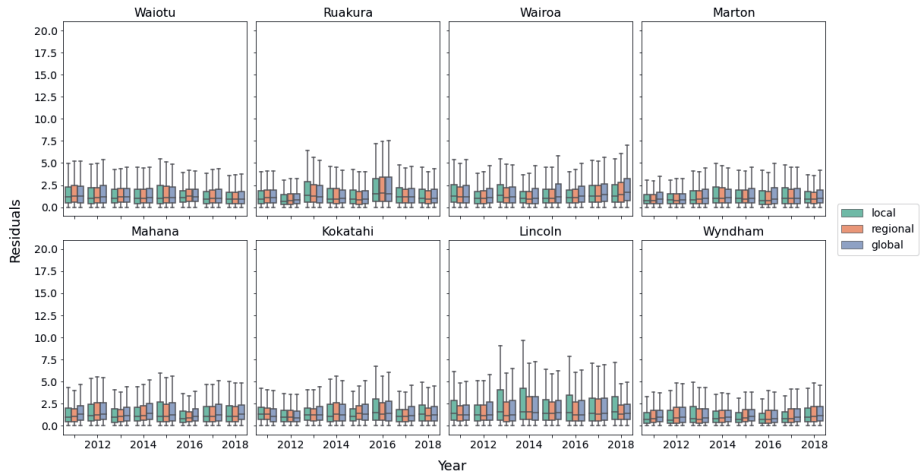 Waiotu Ruakura Wairoa Marton
20.0
17.5
15.0
12.5
10.0
7.5
5.0
2.5
0.0
Mahana Kokatahi Lincoln Wyndham
20.0
17.5
15.0
12.5
10.0
7.5
5.0
2.5
0.0
2012 2014 2016 2018 2012 2014 2016 2018 2012 2014 2016 2018 2012 2014 2016 2018
Residuals
Year
local
regional
global